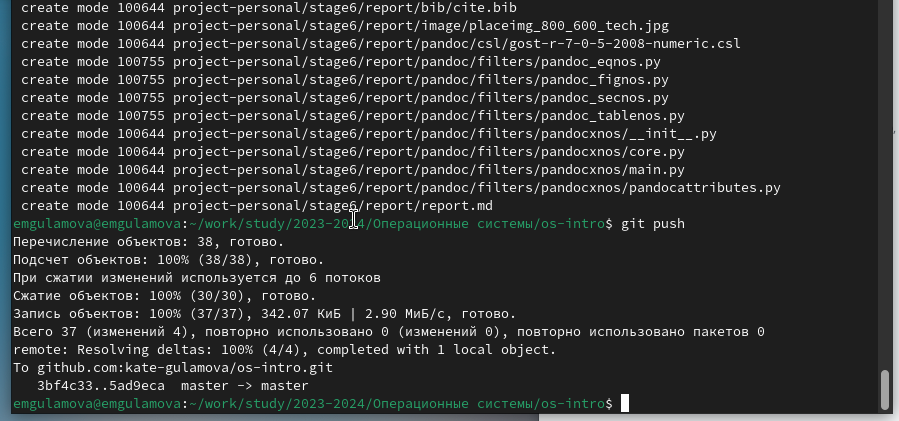 create mode 100644 project-personal/stage6/report/bib/cite.bib
create mode 100644 project-personal/stage6/report/image/placeimg_800_600_tech.jpg
create mode 100644 project-personal/stage6/report/pandoc/csl/gost-r-7-0-5-2008-numeric.csl
create mode 100755 project-personal/stage6/report/pandoc/filters/pandoc_eqnos.py
create mode 100755 project-personal/stage6/report/pandoc/filters/pandoc_fignos.py
create mode 100755 project-personal/stage6/report/pandoc/filters/pandoc_secnos.py
create mode 100755 project-personal/stage6/report/pandoc/filters/pandoc_tablenos.py
create mode 100644 project-personal/stage6/report/pandoc/filters/pandocxnos/__init__.py
create mode 100644 project-personal/stage6/report/pandoc/filters/pandocxnos/core.py
create mode 100644 project-personal/stage6/report/pandoc/filters/pandocxnos/main.py
create mode 100644 project-personal/stage6/report/pandoc/filters/pandocxnos/pandocattributes.py
create mode 100644 project-personal/stage6/report/report.md
emgulamova@emgulamova:~/work/study/2023-2024/Операционные системы/os-intro$ git push
Перечисление объектов: 38, готово.
Подсчет объектов: 100% (38/38), готово.
При сжатии изменений используется до 6 потоков
Сжатие объектов: 100% (30/30), готово.
Запись объектов: 100% (37/37), 342.07 КиБ | 2.90 МиБ/с, готово.
Всего 37 (изменений 4), повторно использовано 0 (изменений 0), повторно использовано пакетов 0
remote: Resolving deltas: 100% (4/4), completed with 1 local object.
To github.com:kate-gulamova/os-intro.git
3bf4c33..5ad9eca  master -> master
emgulamova@emgulamova:~/work/study/2023-2024/Операционные системы/os-intro$